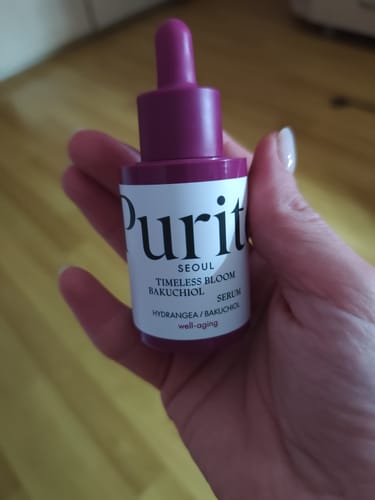 Purit
SEOUL
TIMELESS BLOOM
BAKUCHIOL
SERUM
HYDRANGEA / BAKUCHIOL
well-aging